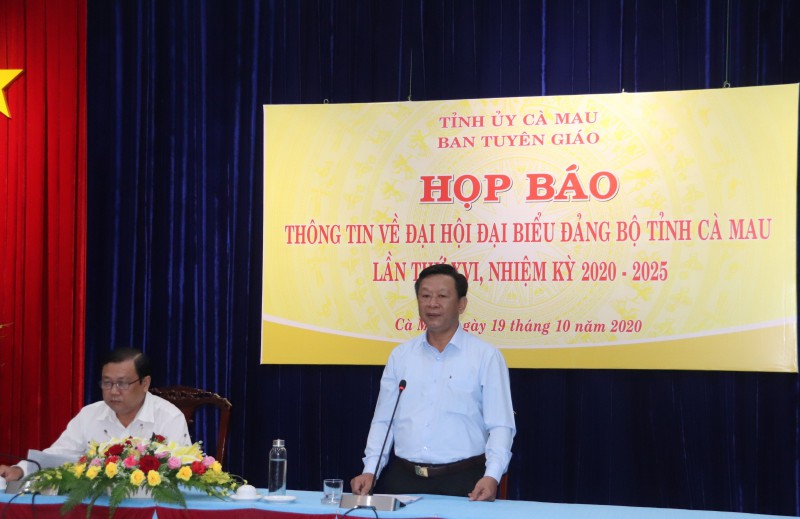 TỈNH ỦY CÀ MAU
BAN TUYÊN GIÁO
HỌP BÁO
THÔNG TIN VỀ ĐẠI HỘI ĐẠI BIỂU ĐẢNG BỘ TỈNH CÀ MAU
LẦN THỨ XVI, NHIỆM KỲ 2020 - 2025
Cà ngày 19 tháng 10 năm 2020